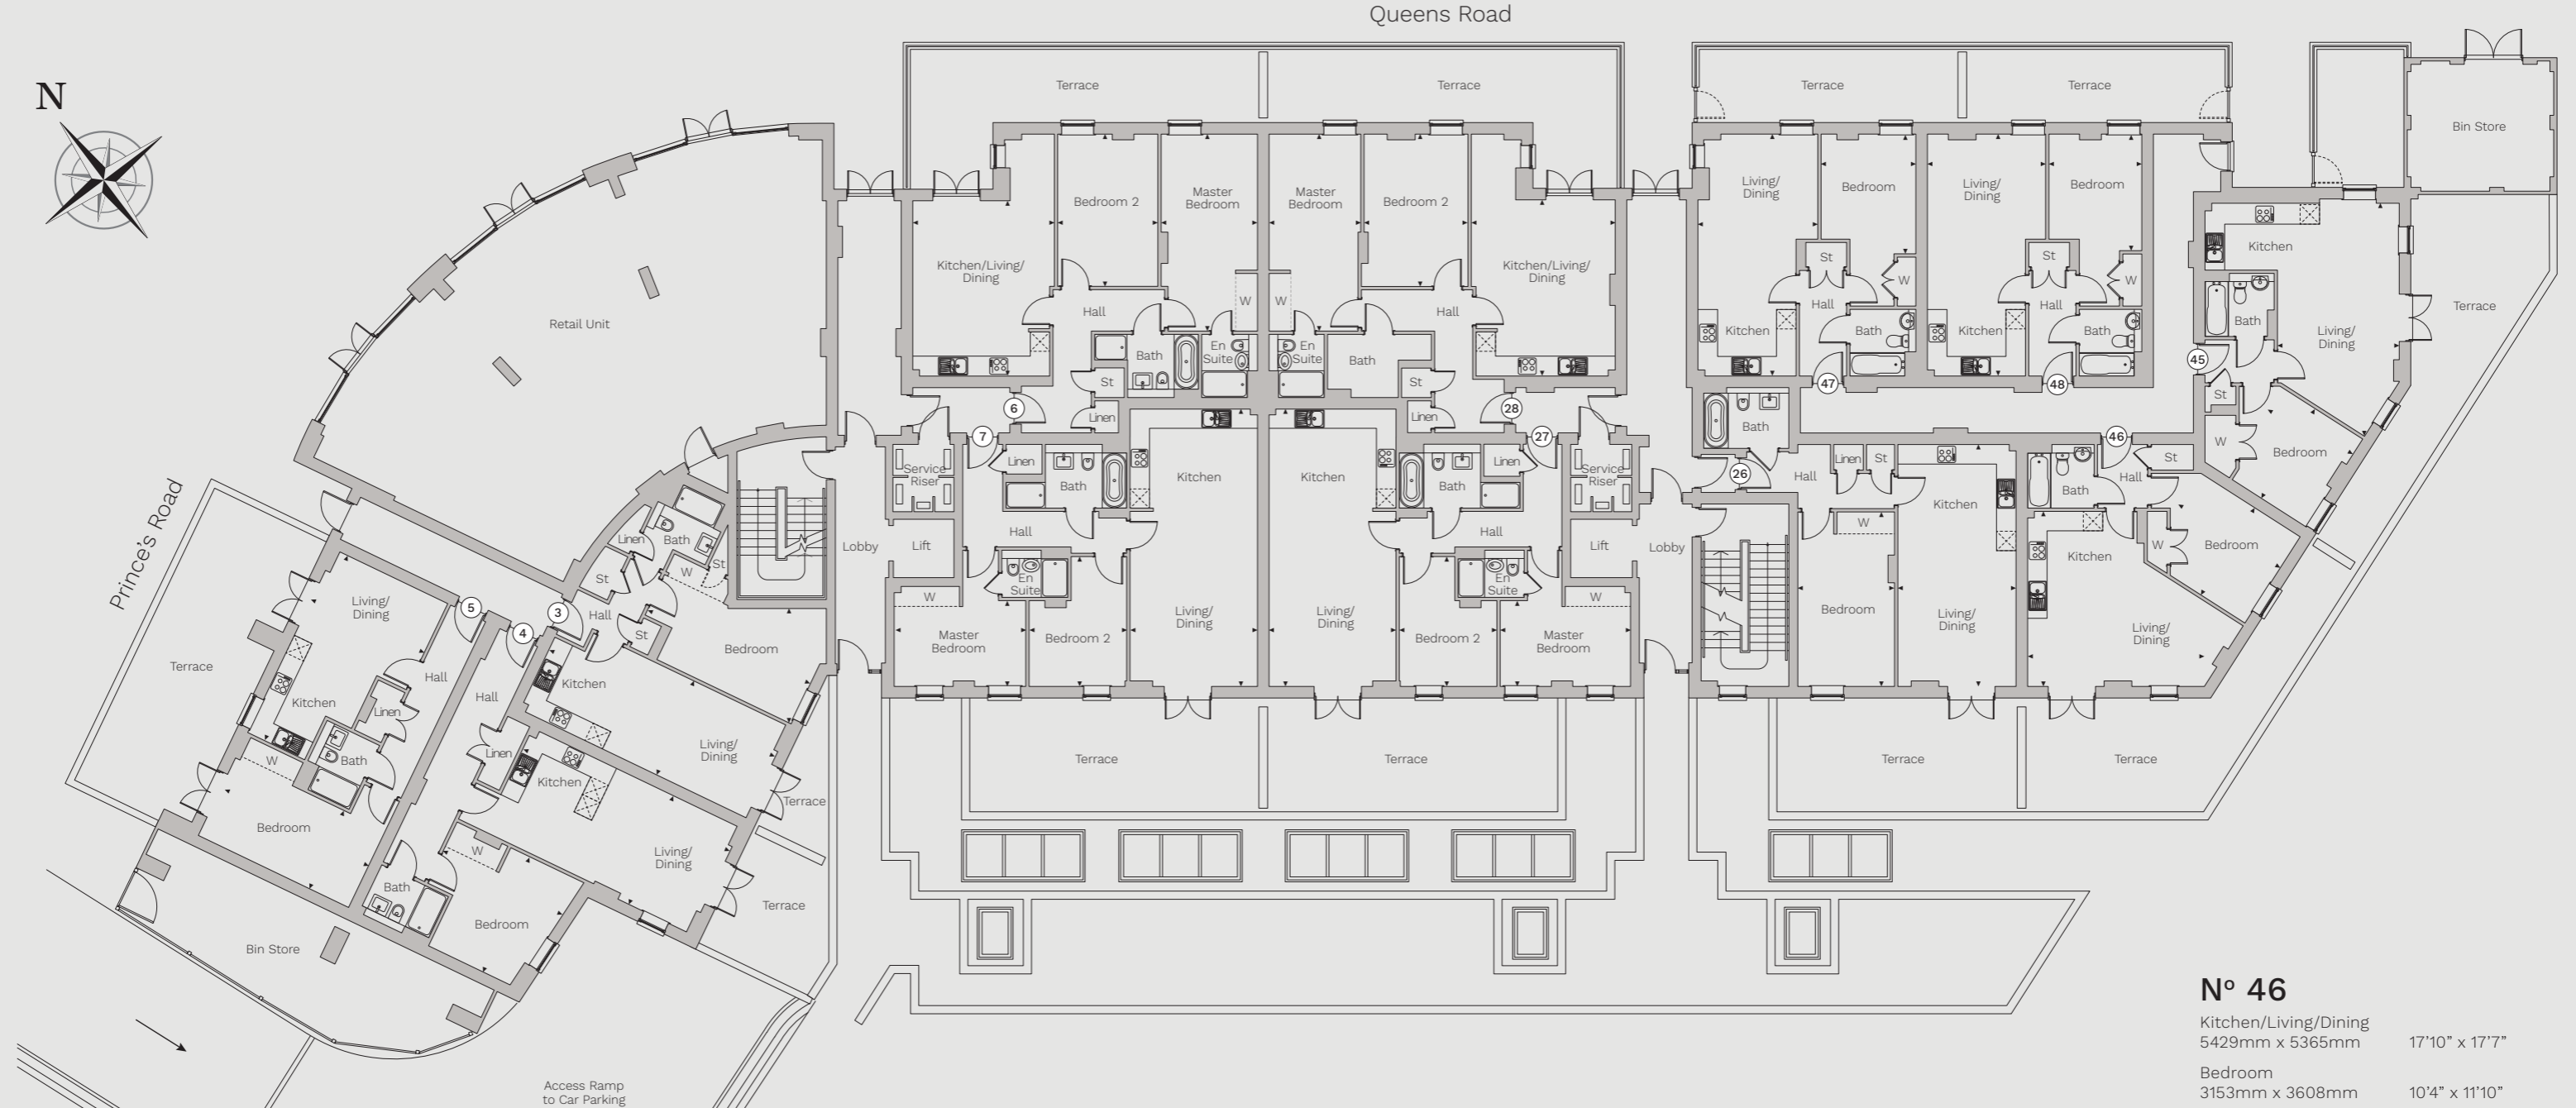 Queens Road
N
Terrace
Terrace
Terrace
Terrace
Bin Store
Retail Unit
Kitchen/Living/
Dining
Bedroom 2
Master
Bedroom
Master
Bedroom
Bedroom 2
Kitchen/Living/
Dining
W
W
Hall
Hall
Bath
En
Suite
En
Suite
Bath
St
St
Linen
Linen
6
28
Living/
Dining
Bedroom
Living/
Dining
Bedroom
St
St
W
W
Hall
Hall
Kitchen
Bath
Kitchen
Bath
47
48
Kitchen
Bath
Living/
Dining
Terrace
45
St
W
Bedroom
7
27
Service
Riser
Linen
Bath
Kitchen
Kitchen
Bath
Linen
Service
Riser
Lobby
Lift
Hall
Hall
Lift
Lobby
En
Suite
En
Suite
W
W
Master
Bedroom
Bedroom 2
Living/
Dining
Living/
Dining
Bedroom 2
Master
Bedroom
Bath
26
Hall
Linen
St
Kitchen
W
Bedroom
Living/
Dining
46
St
Bath
Hall
Kitchen
W
Bedroom
Living/
Dining
Prince's Road
Linen
Bath
St
W
St
3
Hall
St
Bedroom
5
4
Living/
Dining
Terrace
Hall
Hall
Kitchen
Kitchen
Linen
Living/
Dining
W
Bath
Linen
Kitchen
Terrace
Bedroom
W
Living/
Dining
Bath
Bedroom
Terrace
Bin Store
Terrace
Terrace
Terrace
Terrace
Access Ramp
to Car Parking
Nº 46
Kitchen/Living/Dining
5429mm x 5365mm 17'10” x 17'7”
Bedroom
3153mm x 3608mm 10'4” x 11'10”